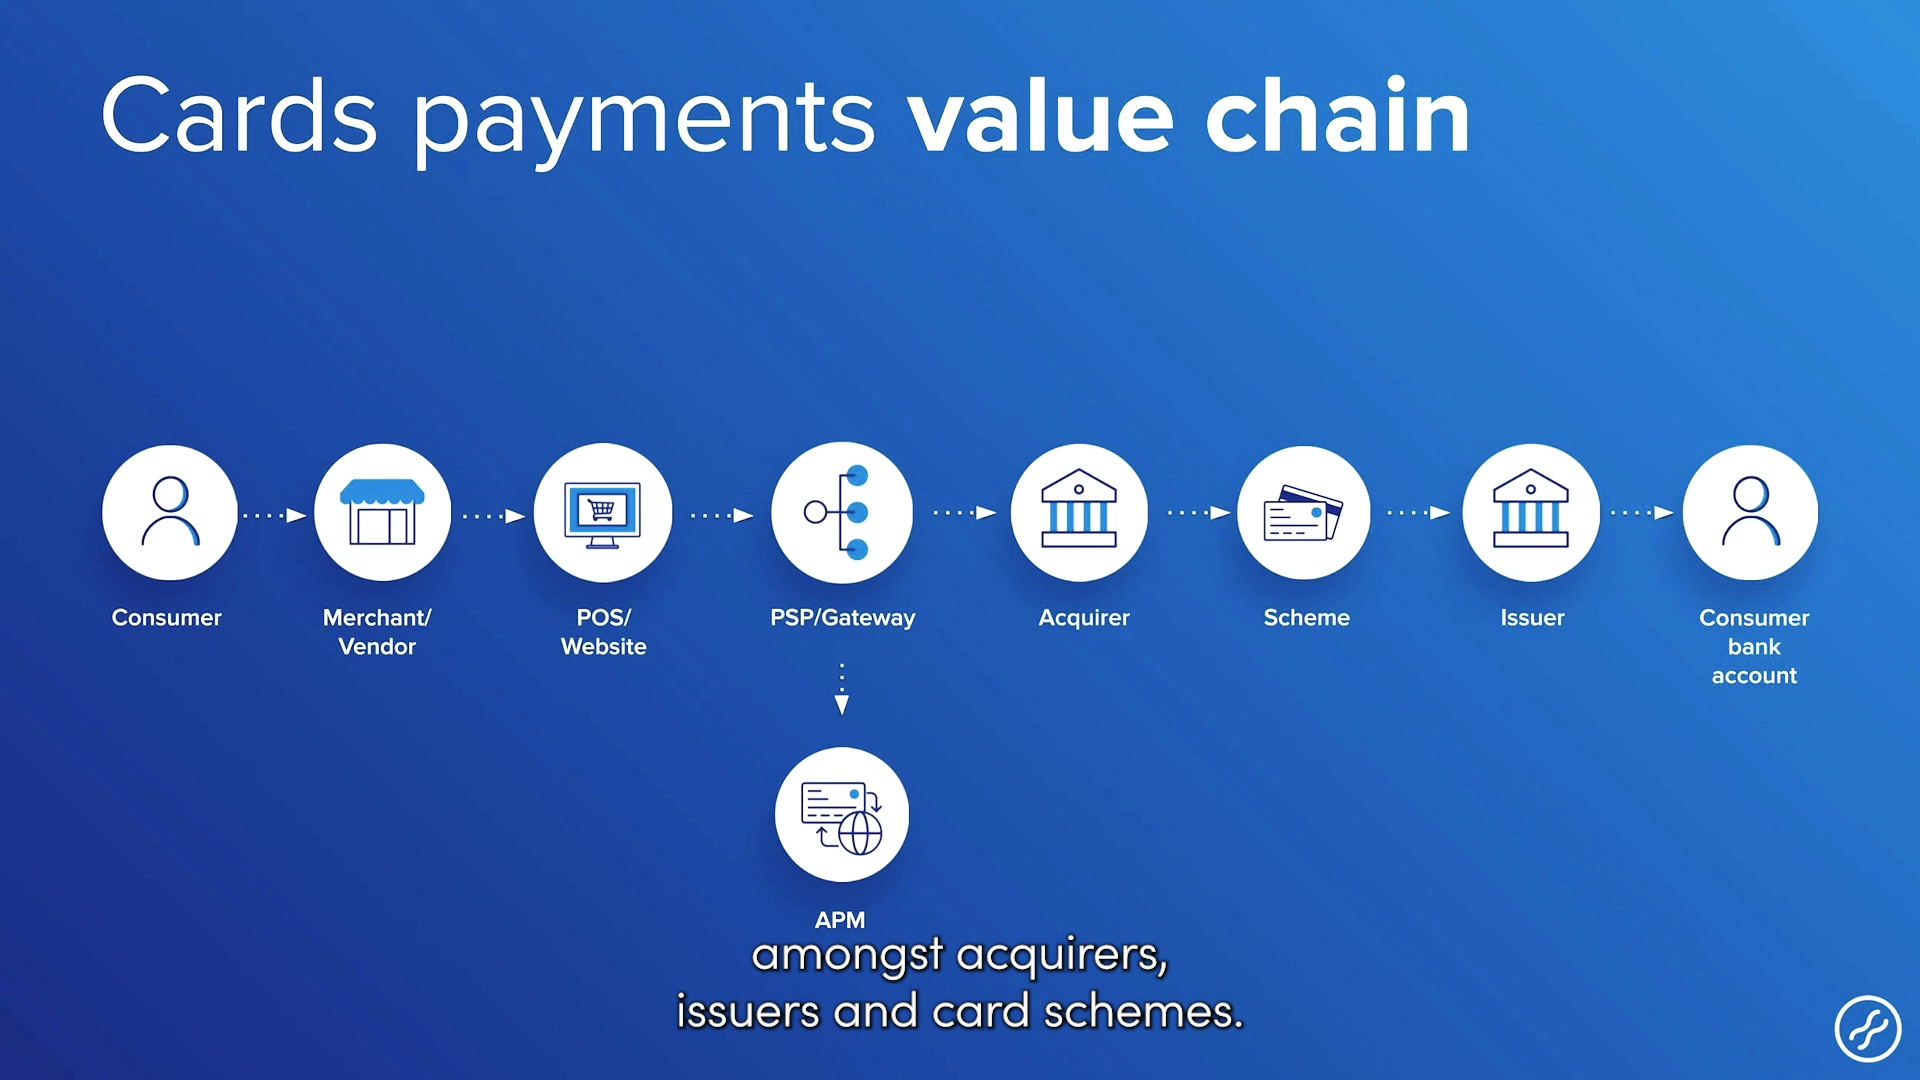 Cards payments value chain
Consumer
Merchant/
Vendor
POS/
Website
PSP/Gateway
Acquirer
Scheme
Issuer
Consumer
bank
account
APM
amongst acquirers,
issuers and card schemes.